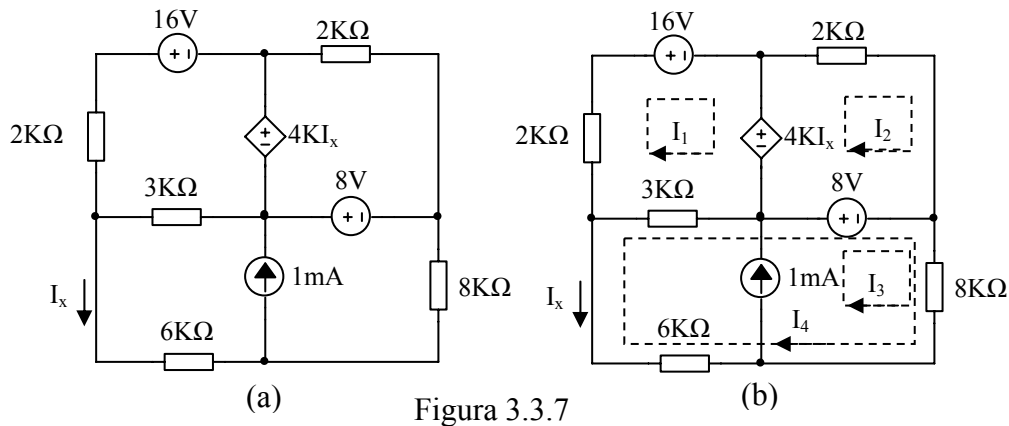 16V
2KΩ
2KΩ
4KIₓ
3KΩ
8V
1mA
8KΩ
Iₓ
6KΩ
(a)
16V
2KΩ
2KΩ
I₁
4KIₓ
I₂
3KΩ
8V
1mA
I₃
8KΩ
Iₓ
6KΩ
I₄
(b)
Figura 3.3.7